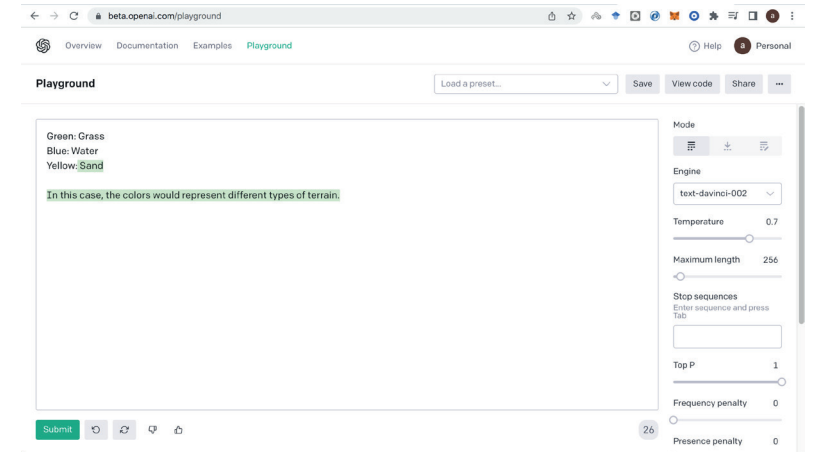 beta.openai.com/playground
a
Overview Documentation Examples Playground
Help a Personal
Playground
Load a preset...
Save
View code
Share
...
Green: Grass
Blue: Water
Yellow: Sand
In this case, the colors would represent different types of terrain.
Mode
Engine
text-davinci-002
Temperature 0.7
Maximum length 256
Stop sequences
Enter sequence and press
Tab
Top P 1
Frequency penalty 0
Presence penalty 0
Submit
26